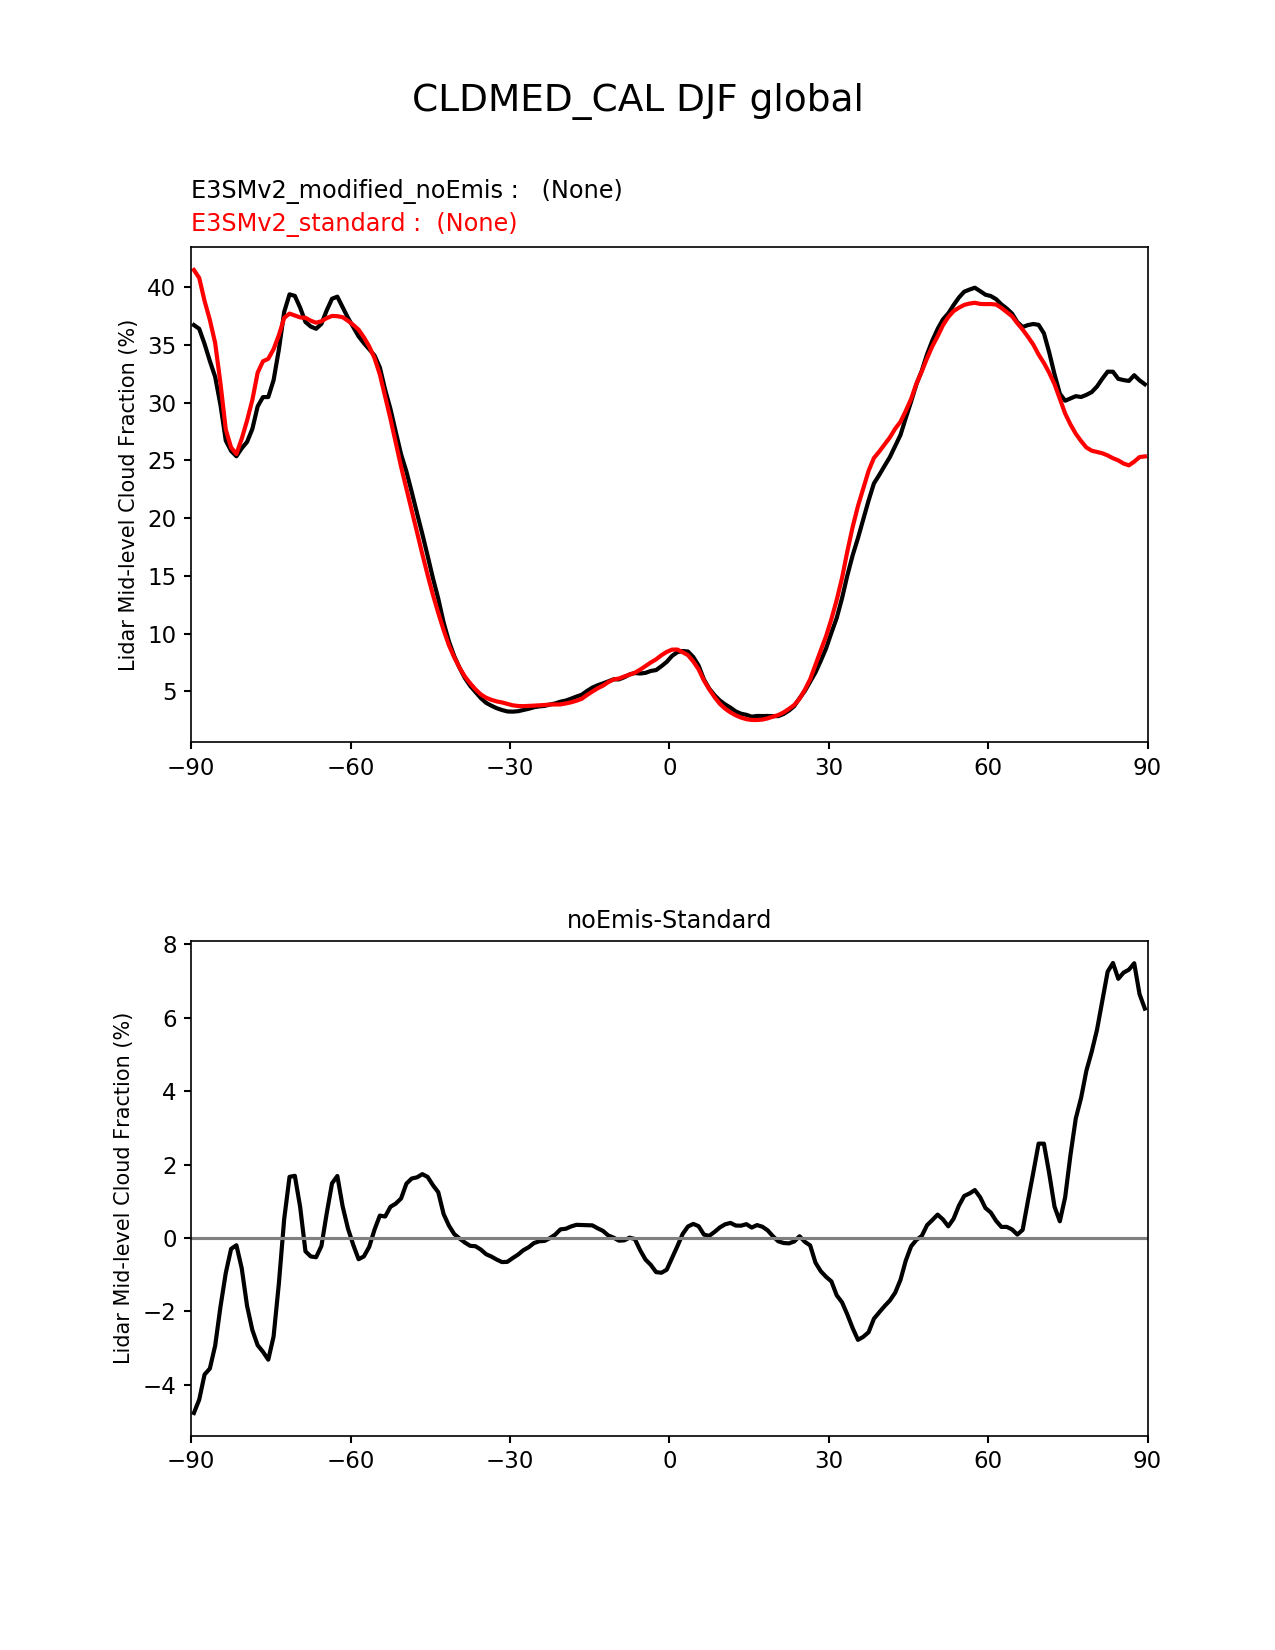 CLDMED_CAL DJF global
E3SMv2_modified_noEmis :   (None)
E3SMv2_standard :  (None)
Lidar Mid-level Cloud Fraction (%)
40
35
30
25
20
15
10
5
−90 −60 −30 0 30 60 90
noEmis-Standard
Lidar Mid-level Cloud Fraction (%)
8
6
4
2
0
−2
−4
−90 −60 −30 0 30 60 90